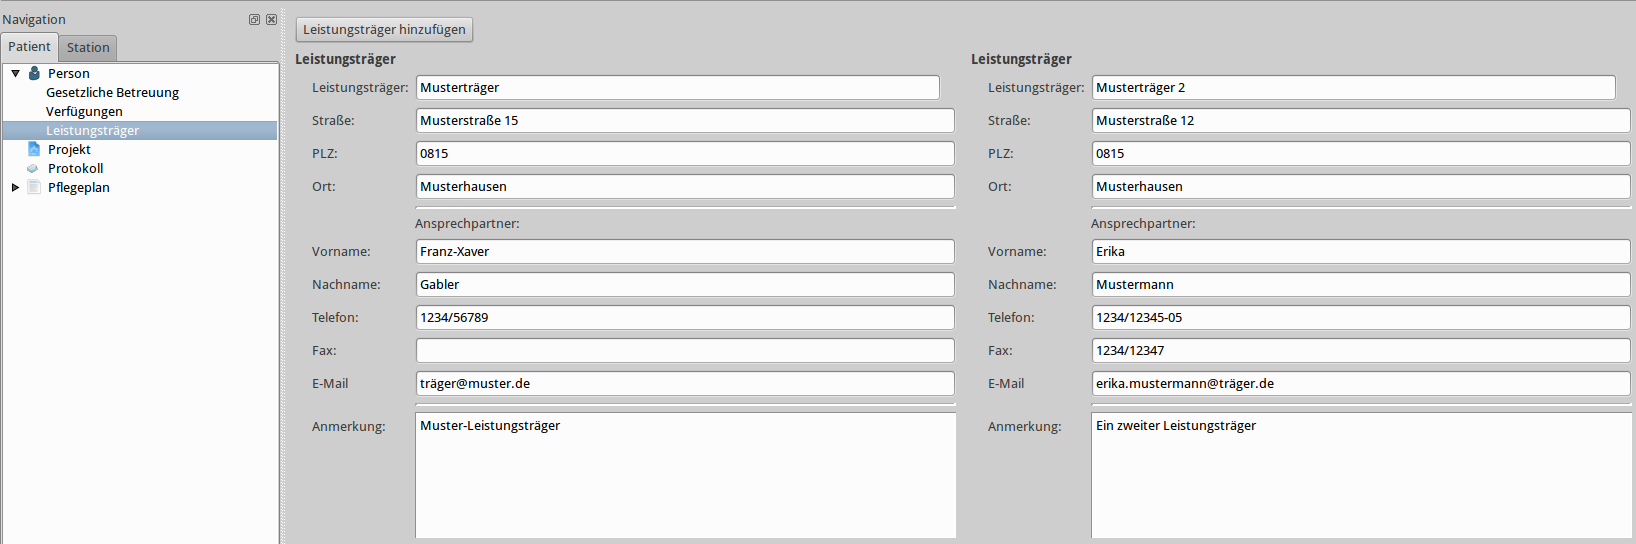 Navigation
Patient Station
Person
Gesetzliche Betreuung
Verfügungen
Leistungsträger
Projekt
Protokoll
Pflegeplan
Leistungsträger hinzufügen
Leistungsträger
Leistungsträger: Musterträger
Straße: Musterstraße 15
PLZ: 0815
Ort: Musterhausen
Ansprechpartner:
Vorname: Franz-Xaver
Nachname: Gabler
Telefon: 1234/56789
Fax:
E-Mail träger@muster.de
Anmerkung: Muster-Leistungsträger
Leistungsträger
Leistungsträger: Musterträger 2
Straße: Musterstraße 12
PLZ: 0815
Ort: Musterhausen
Ansprechpartner:
Vorname: Erika
Nachname: Mustermann
Telefon: 1234/12345-05
Fax: 1234/12347
E-Mail erika.mustermann@träger.de
Anmerkung: Ein zweiter Leistungsträger